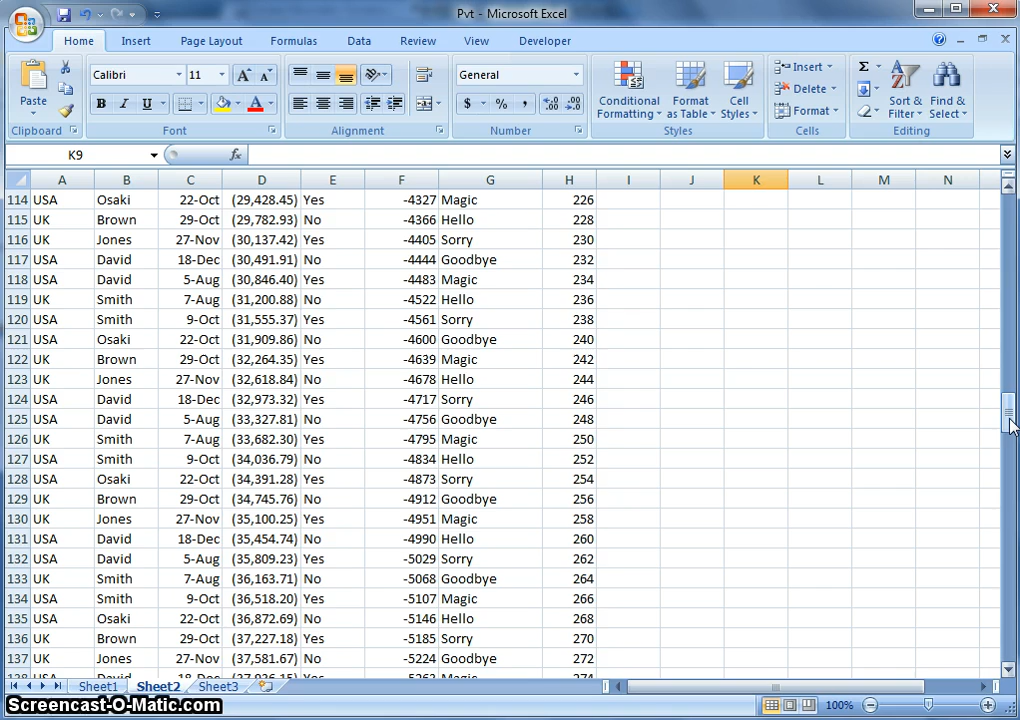 Pvt - Microsoft Excel
Home Insert Page Layout Formulas Data Review View Developer
Paste
Calibri 11 A A
B I U A
General
$ % , .0 .00 .00 .0
Conditional Formatting
Format as Table
Cell Styles
Insert
Delete
Format
Σ
Sort & Filter
Find & Select
Clipboard Font Alignment Number Styles Cells Editing
K9 fx
A B C D E F G H I J K L M N
114 USA Osaki 22-Oct (29,428.45) Yes -4327 Magic 226
115 UK Brown 29-Oct (29,782.93) No -4366 Hello 228
116 UK Jones 27-Nov (30,137.42) Yes -4405 Sorry 230
117 USA David 18-Dec (30,491.91) No -4444 Goodbye 232
118 USA David 5-Aug (30,846.40) Yes -4483 Magic 234
119 UK Smith 7-Aug (31,200.88) No -4522 Hello 236
120 USA Smith 9-Oct (31,555.37) Yes -4561 Sorry 238
121 USA Osaki 22-Oct (31,909.86) No -4600 Goodbye 240
122 UK Brown 29-Oct (32,264.35) Yes -4639 Magic 242
123 UK Jones 27-Nov (32,618.84) No -4678 Hello 244
124 USA David 18-Dec (32,973.32) Yes -4717 Sorry 246
125 USA David 5-Aug (33,327.81) No -4756 Goodbye 248
126 UK Smith 7-Aug (33,682.30) Yes -4795 Magic 250
127 USA Smith 9-Oct (34,036.79) No -4834 Hello 252
128 USA Osaki 22-Oct (34,391.28) Yes -4873 Sorry 254
129 UK Brown 29-Oct (34,745.76) No -4912 Goodbye 256
130 UK Jones 27-Nov (35,100.25) Yes -4951 Magic 258
131 USA David 18-Dec (35,454.74) No -4990 Hello 260
132 USA David 5-Aug (35,809.23) Yes -5029 Sorry 262
133 UK Smith 7-Aug (36,163.71) No -5068 Goodbye 264
134 USA Smith 9-Oct (36,518.20) Yes -5107 Magic 266
135 USA Osaki 22-Oct (36,872.69) No -5146 Hello 268
136 UK Brown 29-Oct (37,227.18) Yes -5185 Sorry 270
137 UK Jones 27-Nov (37,581.67) No -5224 Goodbye 272
Sheet1 Sheet2 Sheet3
Screencast-O-Matic.com
100%